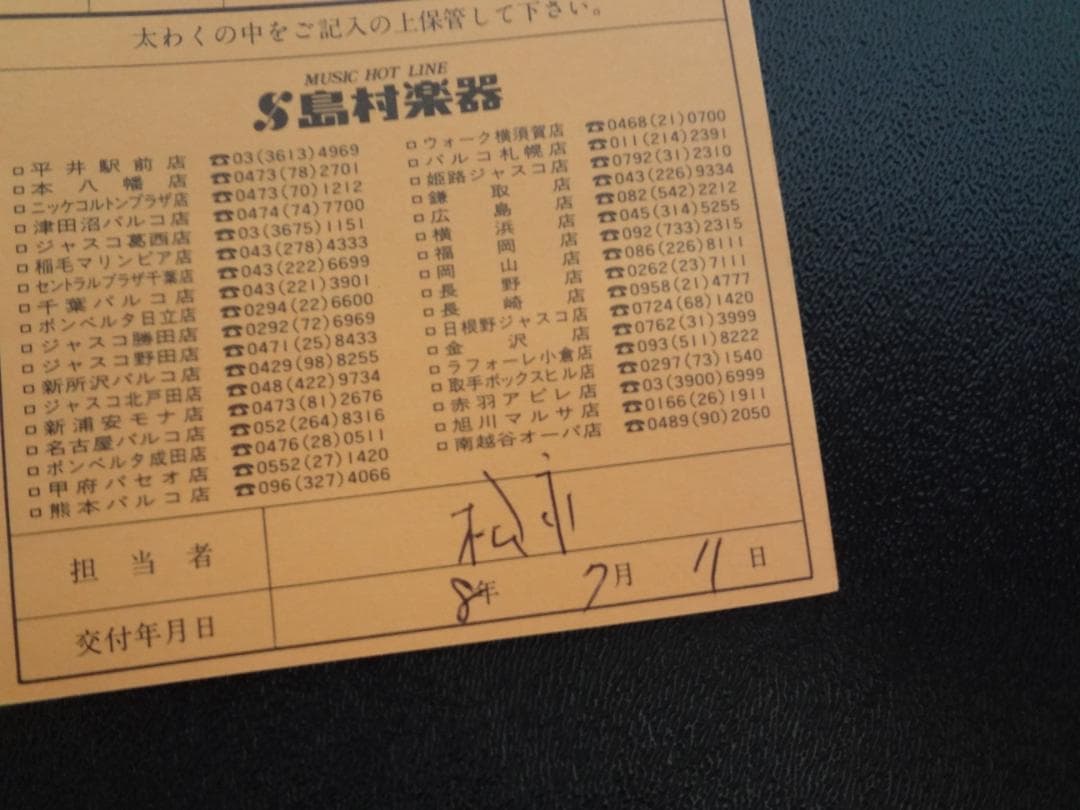 太わくの中をご記入の上保管して下さい。
MUSIC HOT LINE
島村楽器
□平井駅前店 ☎03(3613)4969
□本八幡店 ☎0473(78)2701
□ニッケコルトンプラザ店 ☎0473(70)1212
□津田沼パルコ店 ☎0474(74)7700
□ジャスコ葛西店 ☎03(3675)1151
□稲毛マリンピア店 ☎043(278)4333
□セントラルプラザ千葉店 ☎043(222)6699
□千葉パルコ店 ☎043(221)3901
□ボンベルタ日立店 ☎0294(22)6600
□ジャスコ勝田店 ☎0292(72)6969
□ジャスコ野田店 ☎0471(25)8433
□新所沢パルコ店 ☎0429(98)8255
□ジャスコ北戸田店 ☎048(422)9734
□新浦安モナ店 ☎0473(81)2676
□名古屋パルコ店 ☎052(264)8316
□ボンベルタ成田店 ☎0476(28)0511
□甲府パセオ店 ☎0552(27)1420
□熊本パルコ店 ☎096(327)4066
□ウォーク横須賀店 ☎0468(21)0700
□パルコ札幌店 ☎011(214)2391
□姫路ジャスコ店 ☎0792(31)2310
□鎌取店 ☎043(226)9334
□広島店 ☎082(542)2212
□横浜店 ☎045(314)5255
□福岡店 ☎092(733)2315
□岡山店 ☎086(226)8111
□長野店 ☎0262(23)7111
□長崎店 ☎0958(21)4777
□日根野ジャスコ店 ☎0724(68)1420
□金沢店 ☎0762(31)3999
□ラフォーレ小倉店 ☎093(511)8222
□取手ボックスヒル店 ☎0297(73)1540
□赤羽アピレ店 ☎03(3900)6999
□旭川マルサ店 ☎0166(26)1911
□南越谷オーパ店 ☎0489(90)2050
担当者 松永
交付年月日 8年 7月 11日